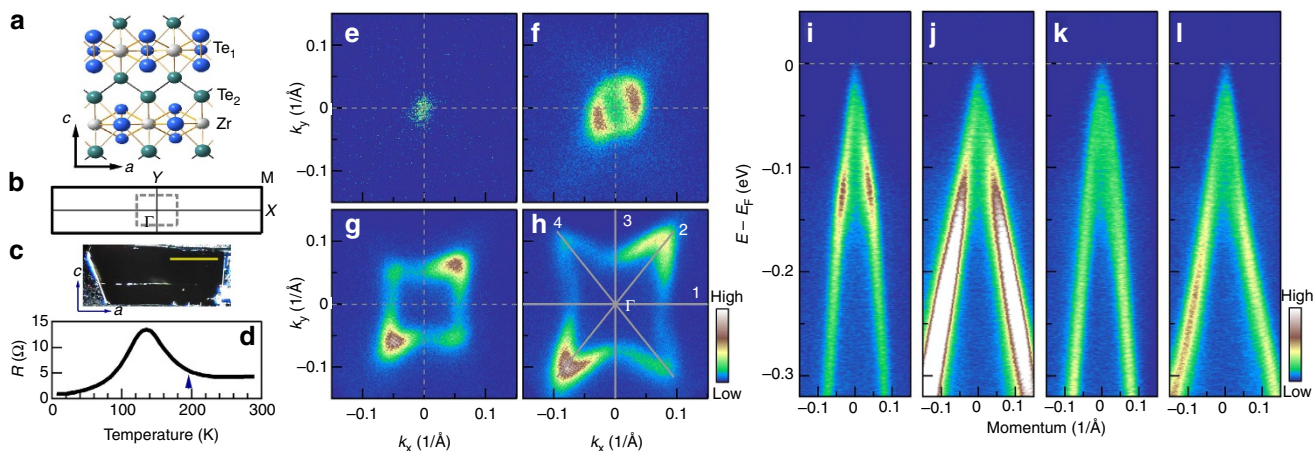 a
Te1
Te2
Zr
c
a
b
Y
M
X
Γ
c
c
a
d
R (Ω)
15
10
5
0
0
100
200
300
Temperature (K)
e
f
0.1
0
−0.1
ky (1/Å)
g
h
4
3
2
1
Γ
0.1
0
−0.1
ky (1/Å)
−0.1
0
0.1
−0.1
0
0.1
kx (1/Å)
kx (1/Å)
High
Low
i
j
k
l
0
−0.1
−0.2
−0.3
E − EF (eV)
−0.1
0
0.1
−0.1
0
0.1
−0.1
0
0.1
−0.1
0
0.1
Momentum (1/Å)
High
Low